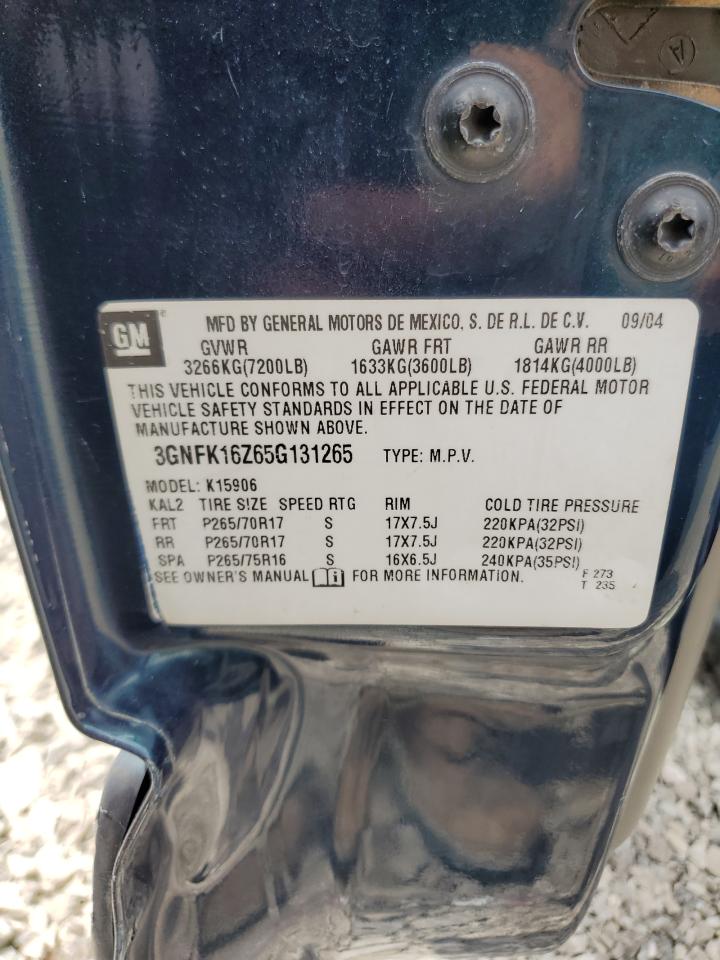 A
GM
MFD BY GENERAL MOTORS DE MEXICO, S. DE R.L. DE C.V. 09/04
GVWR GAWR FRT GAWR RR
3266KG(7200LB) 1633KG(3600LB) 1814KG(4000LB)
THIS VEHICLE CONFORMS TO ALL APPLICABLE U.S. FEDERAL MOTOR
VEHICLE SAFETY STANDARDS IN EFFECT ON THE DATE OF
MANUFACTURE SHOWN ABOVE.
3GNFK16Z65G131265 TYPE: M.P.V.
MODEL: K15906
KAL2 TIRE SIZE SPEED RTG RIM COLD TIRE PRESSURE
FRT P265/70R17 S 17X7.5J 220KPA(32PSI)
RR P265/70R17 S 17X7.5J 220KPA(32PSI)
SPA P265/75R16 S 16X6.5J 240KPA(35PSI)
SEE OWNER'S MANUAL i FOR MORE INFORMATION. F 273
T 235